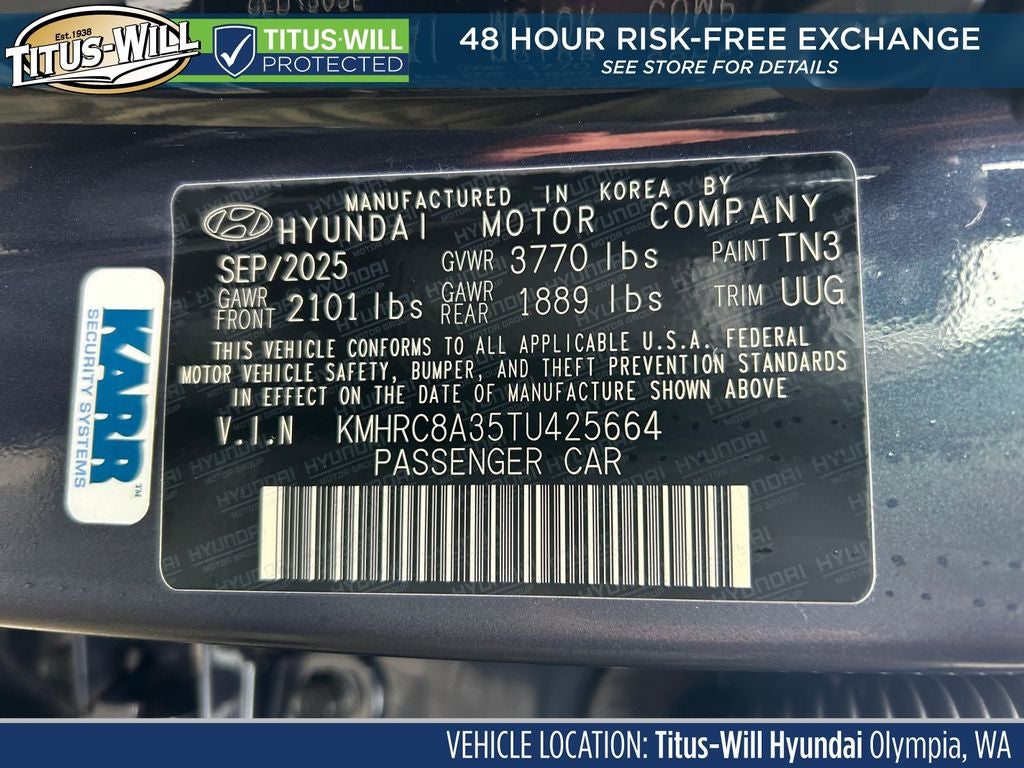 Est. 1938
TITUS-WILL
TITUS-WILL
PROTECTED
48 HOUR RISK-FREE EXCHANGE
SEE STORE FOR DETAILS
MANUFACTURED IN KOREA BY
HYUNDAI MOTOR COMPANY
SEP/2025 GVWR 3770 lbs PAINT TN3
GAWR FRONT 2101 lbs GAWR REAR 1889 lbs TRIM UUG
THIS VEHICLE CONFORMS TO ALL APPLICABLE U.S.A. FEDERAL
MOTOR VEHICLE SAFETY, BUMPER, AND THEFT PREVENTION STANDARDS
IN EFFECT ON THE DATE OF MANUFACTURE SHOWN ABOVE
V.I.N KMHRC8A35TU425664
PASSENGER CAR
KARR
SECURITY SYSTEMS
TM
VEHICLE LOCATION: Titus-Will Hyundai Olympia, WA